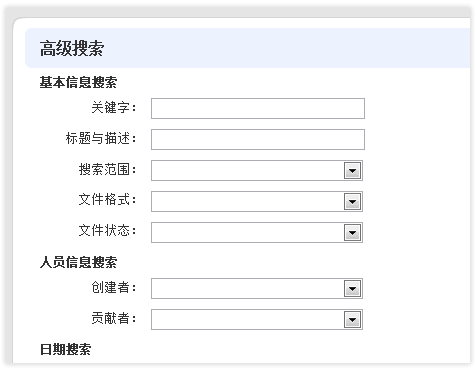 高级搜索
基本信息搜索
关键字：
标题与描述：
搜索范围：
文件格式：
文件状态：
人员信息搜索
创建者：
贡献者：
日期搜索